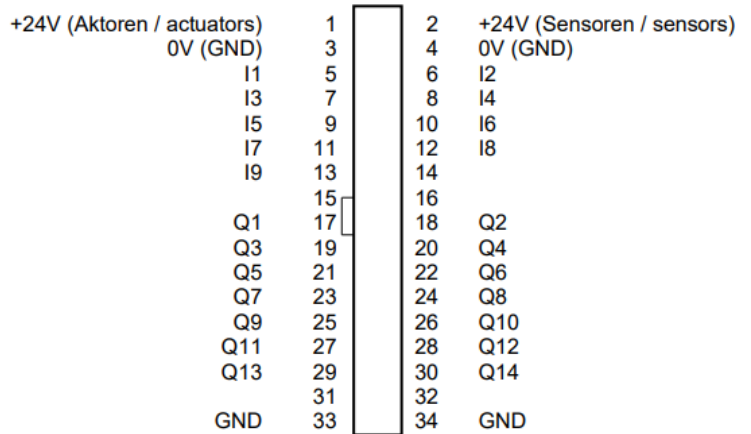 +24V (Aktoren / actuators) 1 2 +24V (Sensoren / sensors)
0V (GND) 3 4 0V (GND)
I1 5 6 I2
I3 7 8 I4
I5 9 10 I6
I7 11 12 I8
I9 13 14
15 16
Q1 17 18 Q2
Q3 19 20 Q4
Q5 21 22 Q6
Q7 23 24 Q8
Q9 25 26 Q10
Q11 27 28 Q12
Q13 29 30 Q14
31 32
GND 33 34 GND